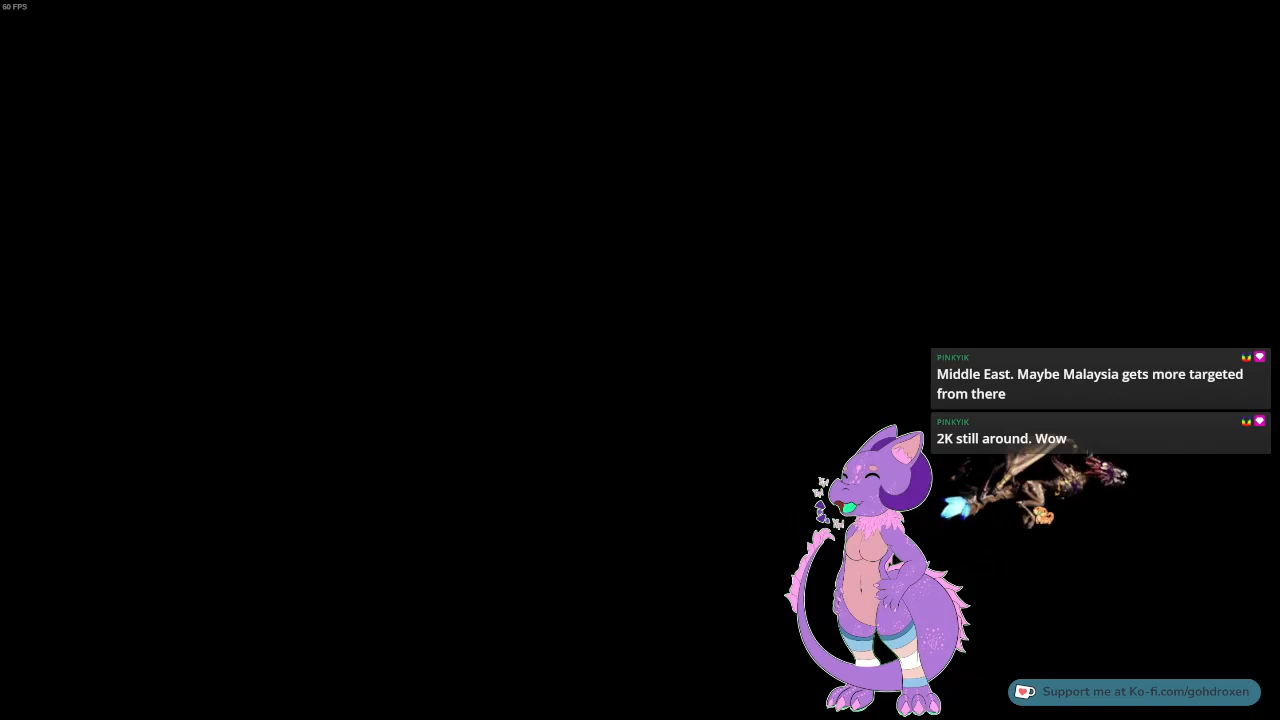 60 FPS
PINKYIK
Middle East. Maybe Malaysia gets more targeted
from there
PINKYIK
2K still around. Wow
Support me at Ko-fi.com/gohdroxen